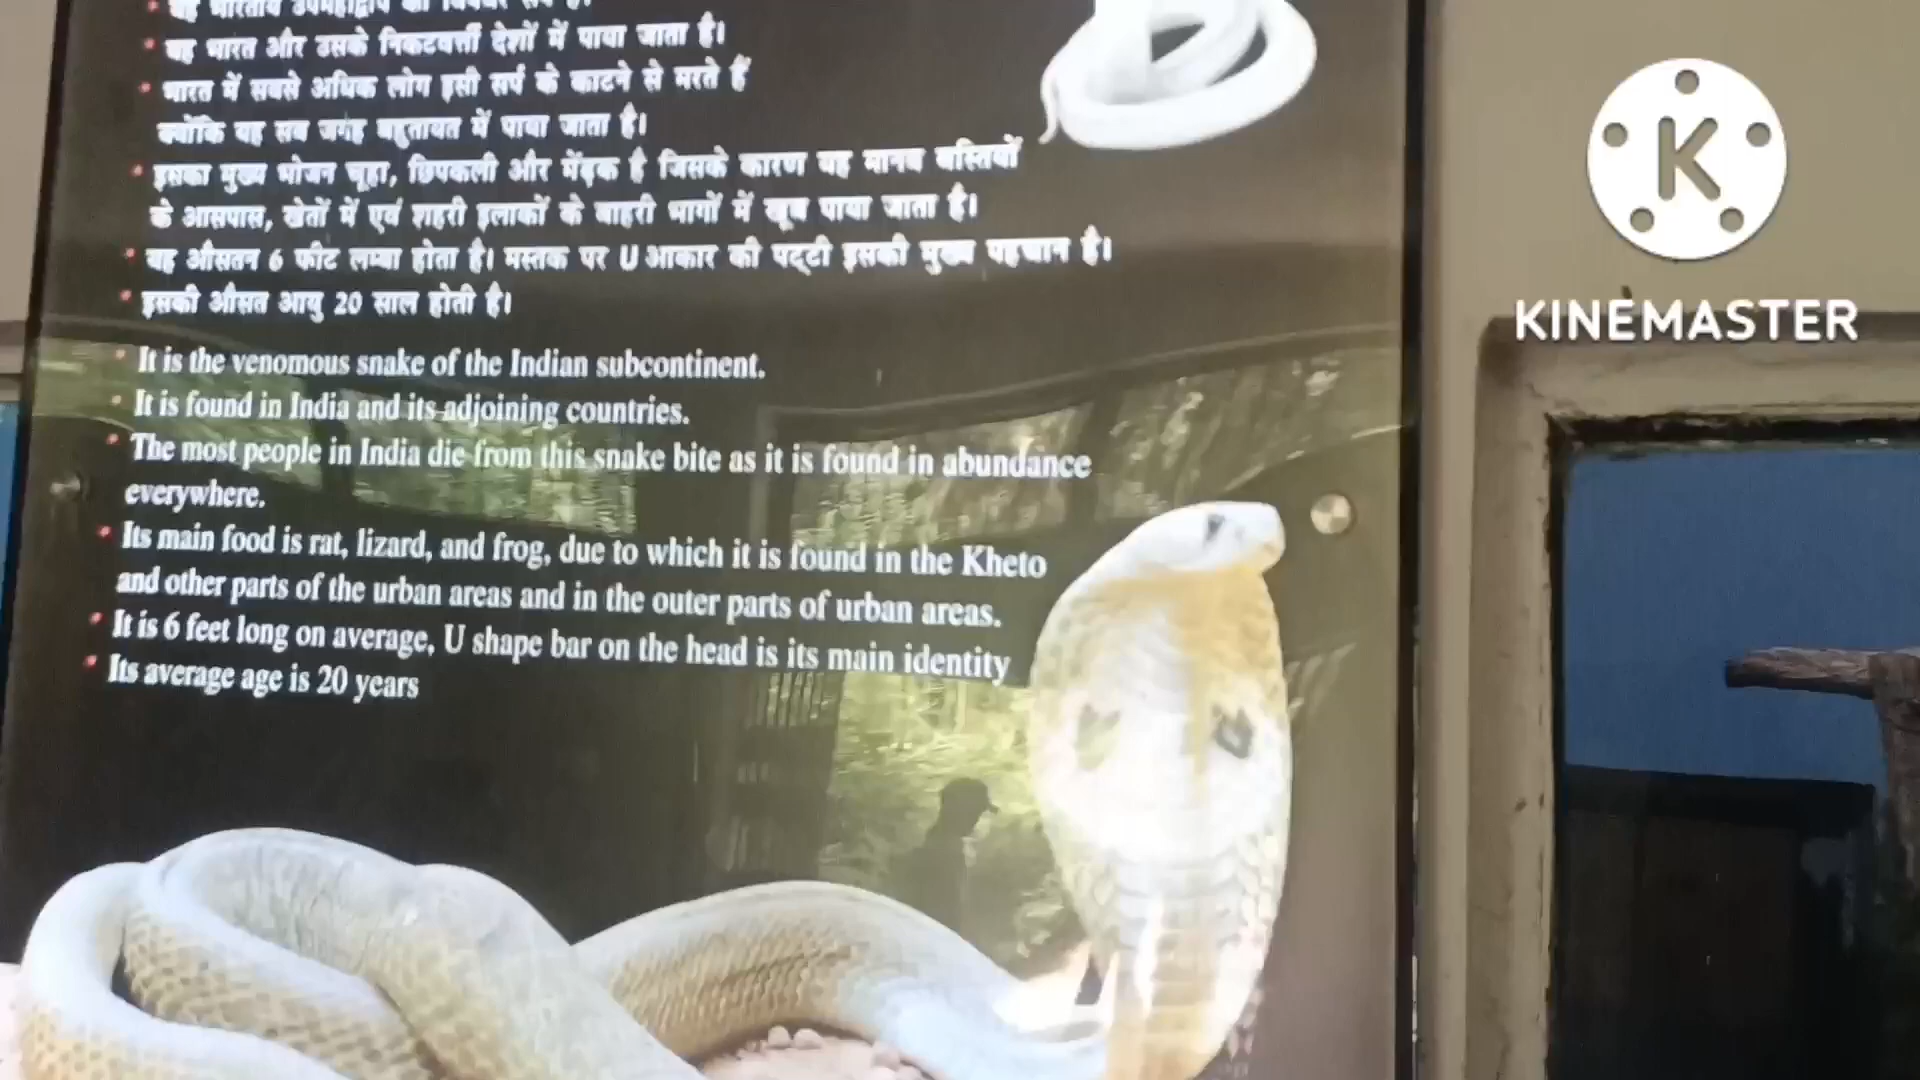 यह भारतीय उपमहाद्वीप का विषधर सर्प है।
यह भारत और उसके निकटवर्ती देशों में पाया जाता है।
भारत में सबसे अधिक लोग इसी सर्प के काटने से मरते हैं
क्योंकि यह सब जगह बहुतायत में पाया जाता है।
इसका मुख्य भोजन चूहा, छिपकली और मेंढ़क है जिसके कारण यह मानव बस्तियों
के आसपास, खेतों में एवं शहरी इलाकों के बाहरी भागों में खूब पाया जाता है।
यह औसतन 6 फीट लम्बा होता है। मस्तक पर U आकार की पट्टी इसकी मुख्य पहचान है।
इसकी औसत आयु 20 साल होती है।
It is the venomous snake of the Indian subcontinent.
It is found in India and its adjoining countries.
The most people in India die from this snake bite as it is found in abundance
everywhere.
Its main food is rat, lizard, and frog, due to which it is found in the Kheto
and other parts of the urban areas and in the outer parts of urban areas.
It is 6 feet long on average, U shape bar on the head is its main identity
Its average age is 20 years
K
KINEMASTER